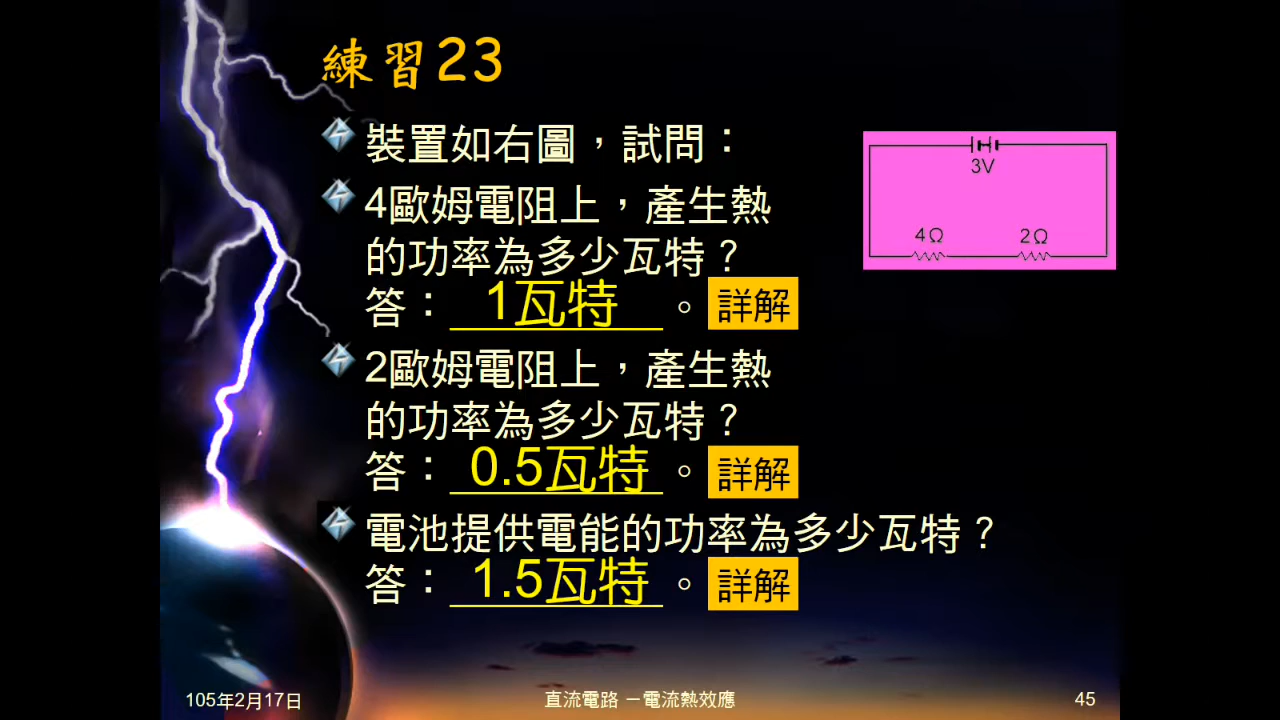 練習23
裝置如右圖，試問：
3V
4Ω 2Ω
4歐姆電阻上，產生熱
的功率為多少瓦特？
答：1瓦特。詳解
2歐姆電阻上，產生熱
的功率為多少瓦特？
答：0.5瓦特。詳解
電池提供電能的功率為多少瓦特？
答：1.5瓦特。詳解
105年2月17日 直流電路 －電流熱效應 45